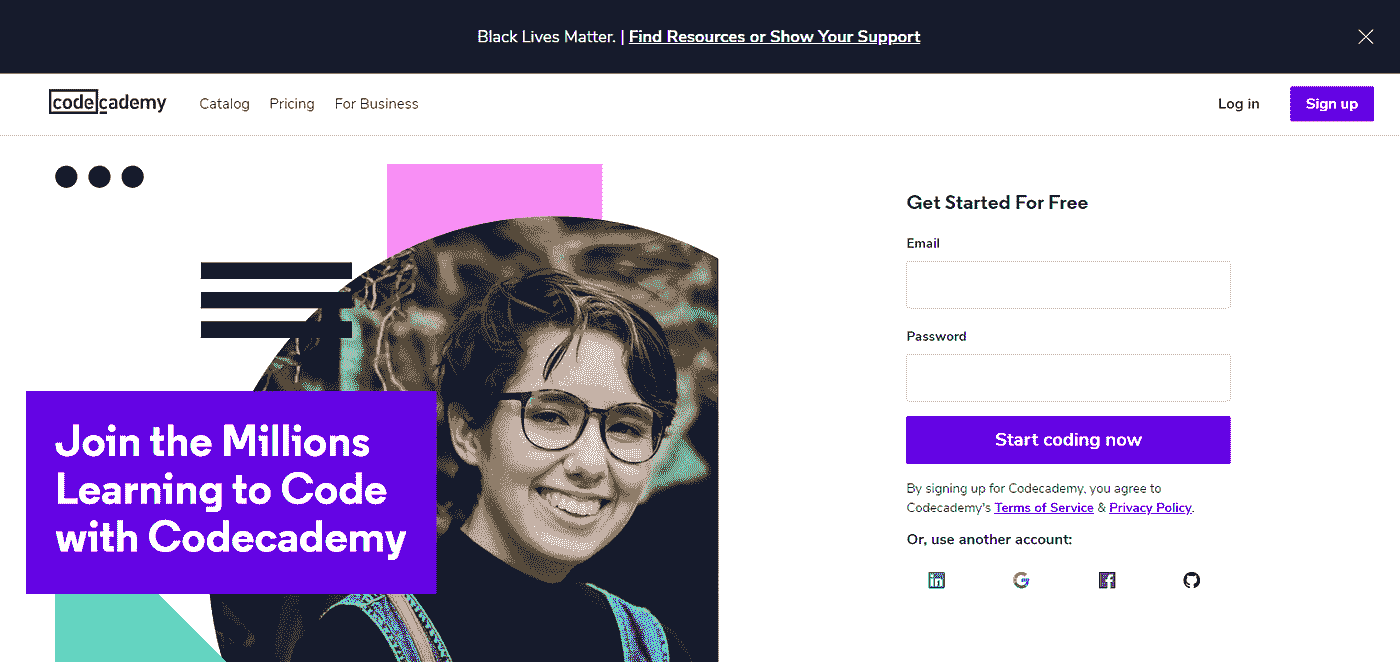 Black Lives Matter. | Find Resources or Show Your Support
codecademy
Catalog
Pricing
For Business
Log in
Sign up
Join the Millions
Learning to Code
with Codecademy
Get Started For Free
Email
Password
Start coding now
By signing up for Codecademy, you agree to
Codecademy's Terms of Service & Privacy Policy.
Or, use another account: